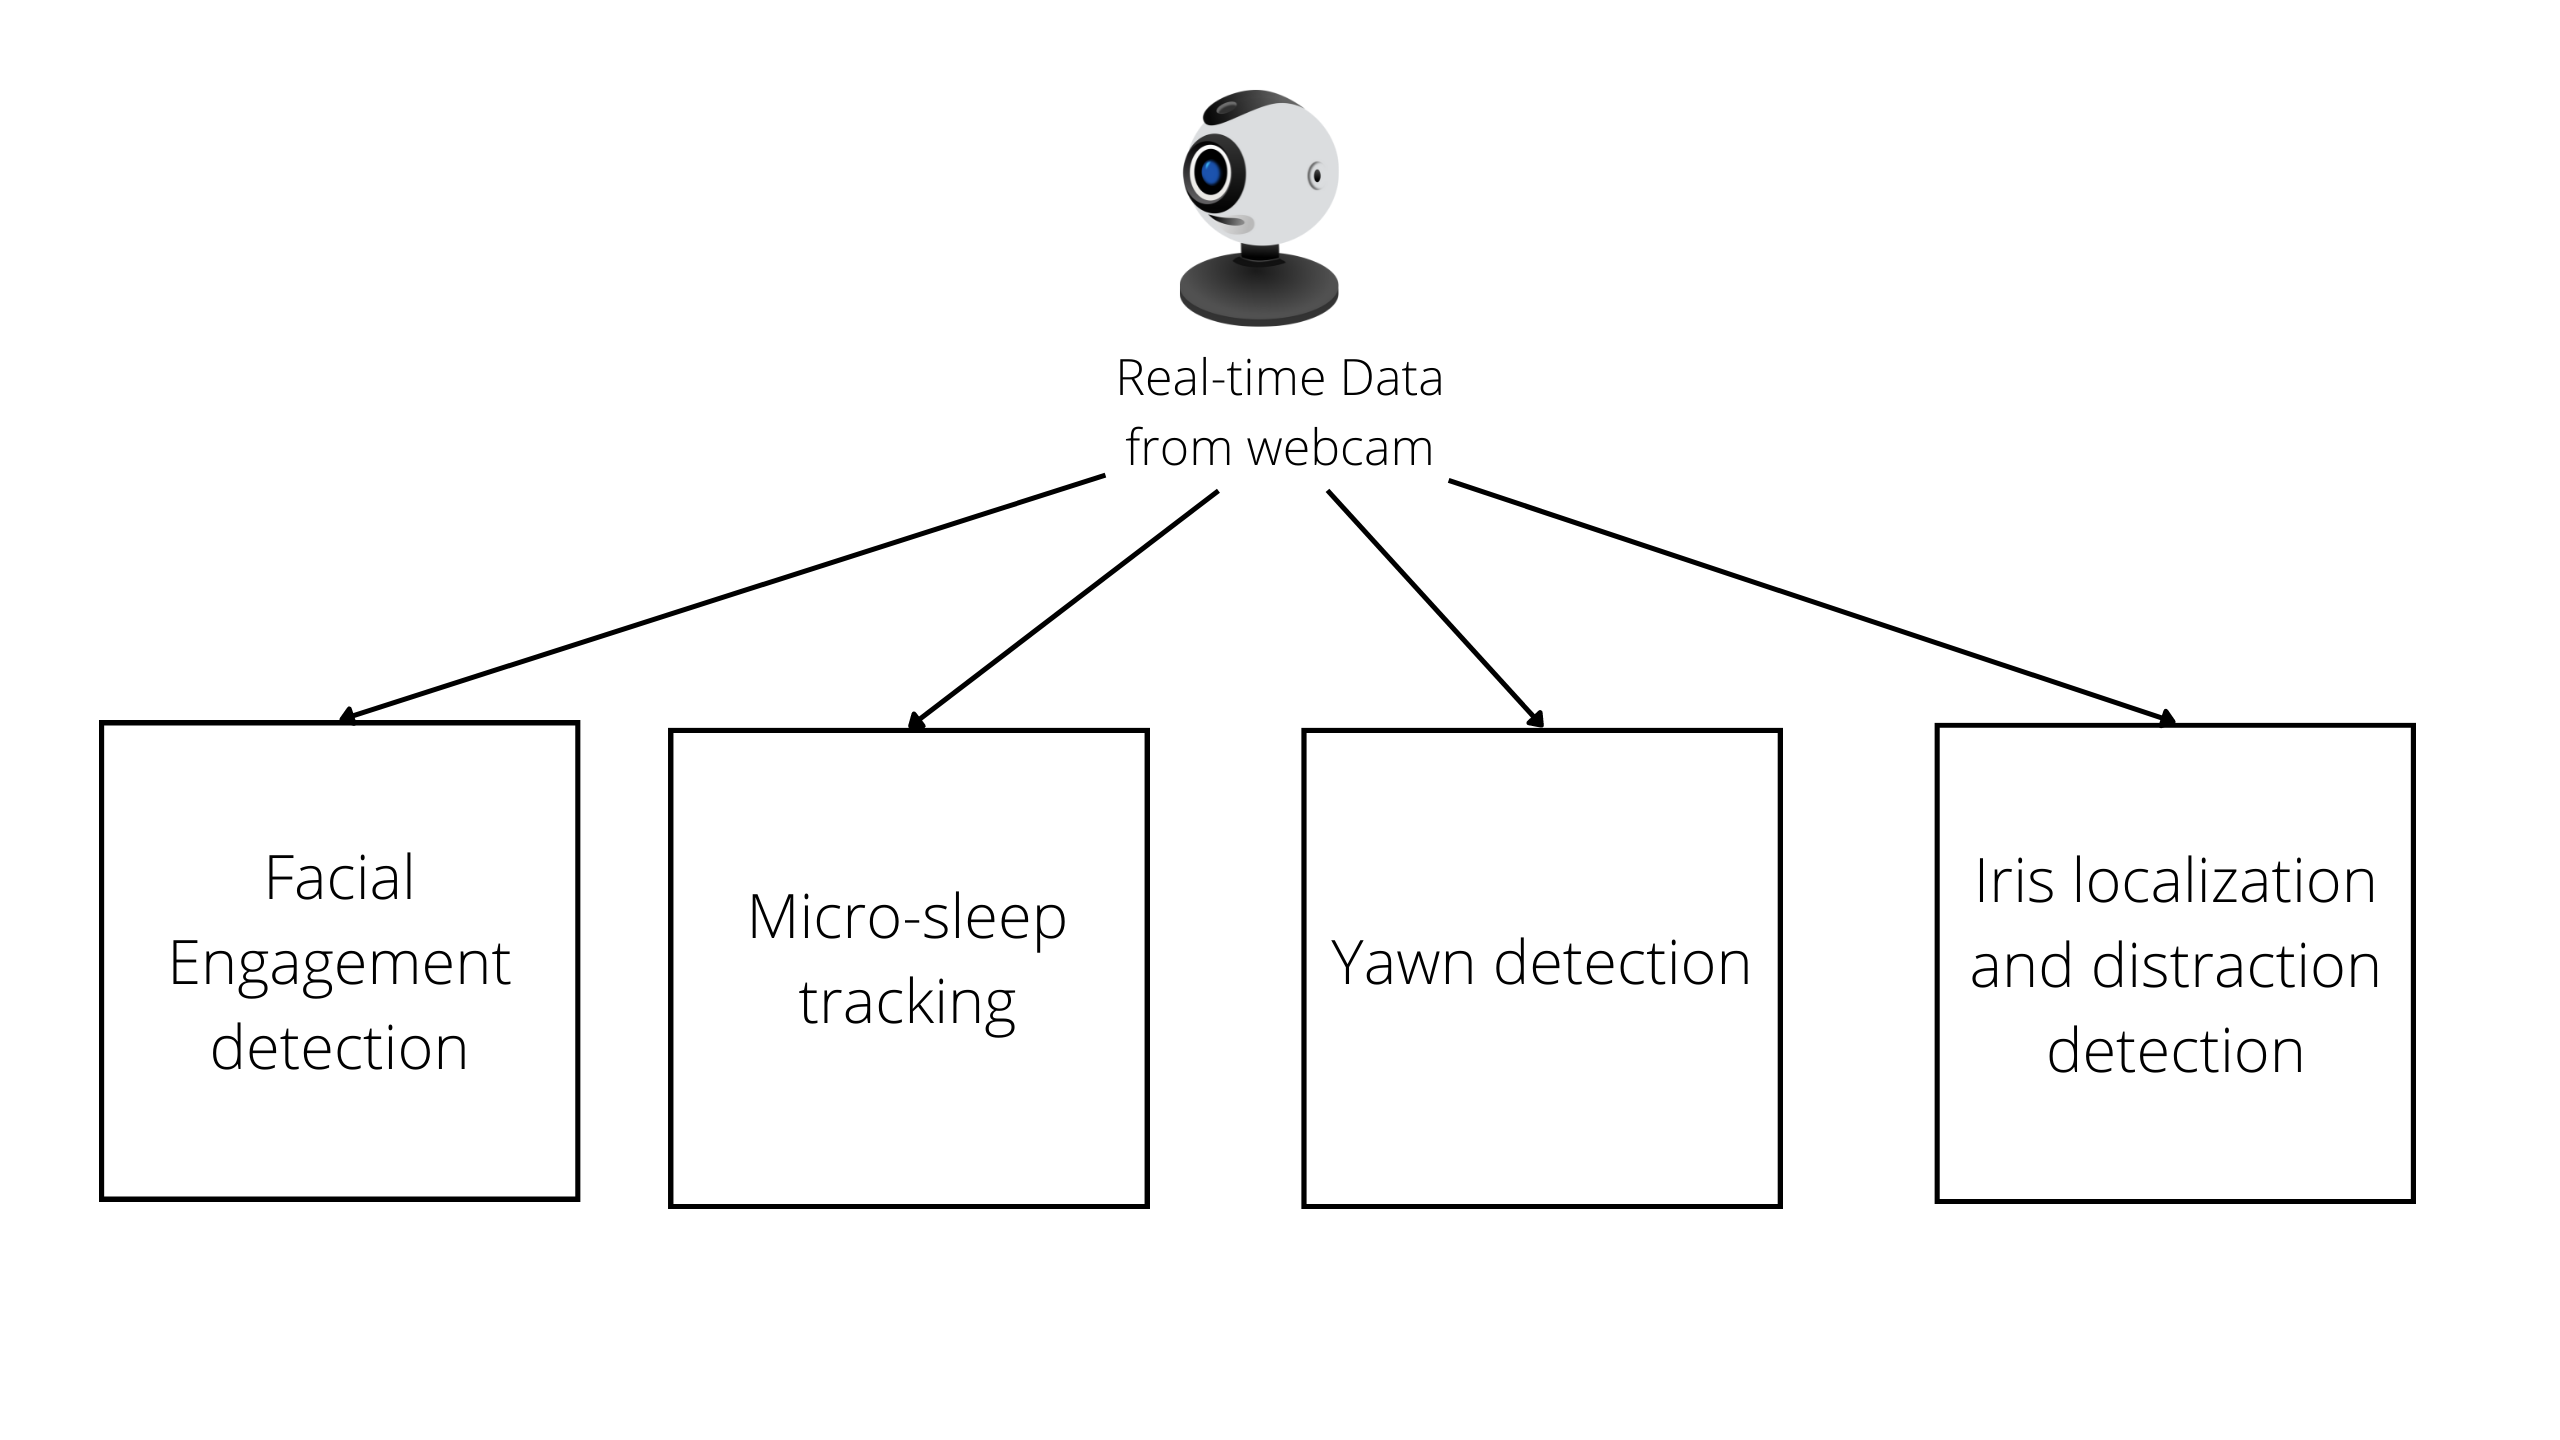 Real-time Data
from webcam
Facial
Engagement
detection
Micro-sleep
tracking
Yawn detection
Iris localization
and distraction
detection